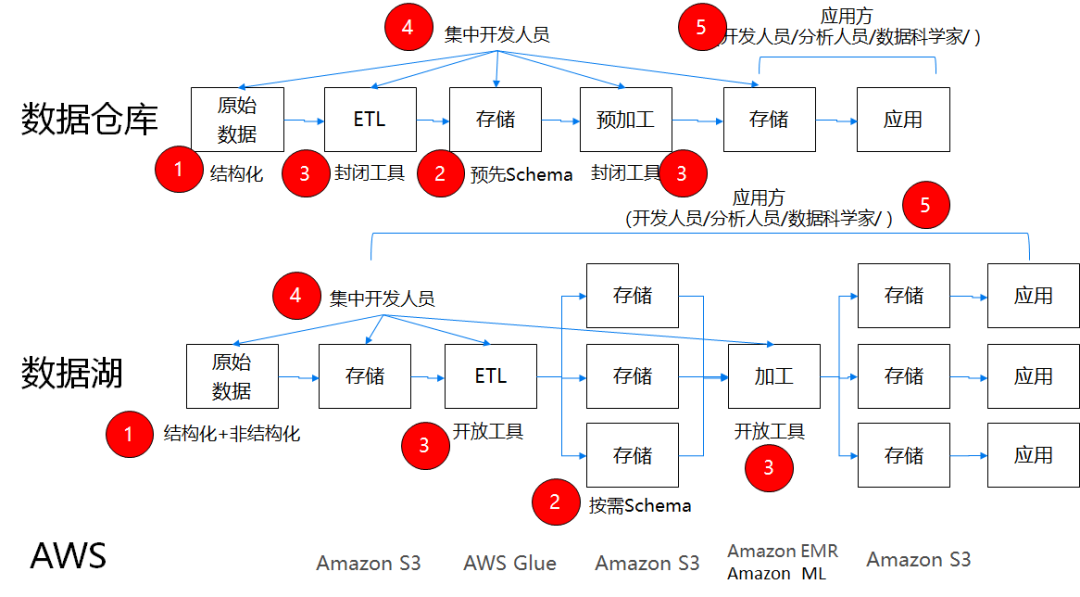 4
集中开发人员
5
应用方
(开发人员/分析人员/数据科学家/ )
数据仓库
原始
数据
ETL
存储
预加工
存储
应用
1
结构化
3
封闭工具
2
预先Schema
封闭工具
3
应用方
(开发人员/分析人员/数据科学家/ )
5
4
集中开发人员
存储
存储
应用
数据湖
原始
数据
存储
ETL
存储
加工
存储
应用
1
结构化+非结构化
3
开放工具
存储
开放工具
3
存储
应用
2
按需Schema
AWS
Amazon S3
AWS Glue
Amazon S3
Amazon EMR
Amazon ML
Amazon S3